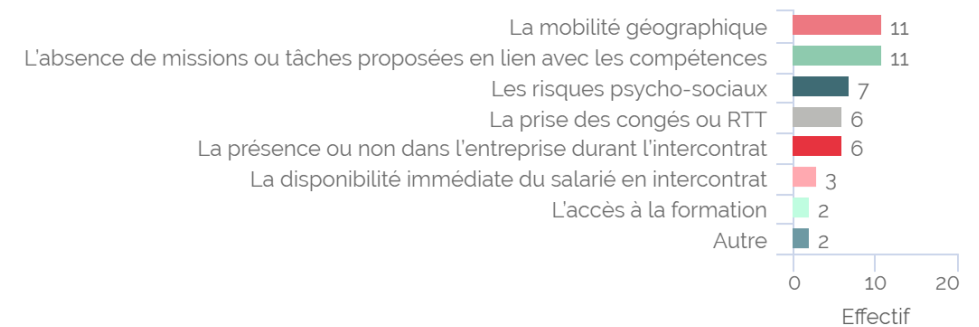 La mobilité géographique 11
L'absence de missions ou tâches proposées en lien avec les compétences 11
Les risques psycho-sociaux 7
La prise des congés ou RTT 6
La présence ou non dans l'entreprise durant l'intercontrat 6
La disponibilité immédiate du salarié en intercontrat 3
L'accès à la formation 2
Autre 2
0 10 20
Effectif